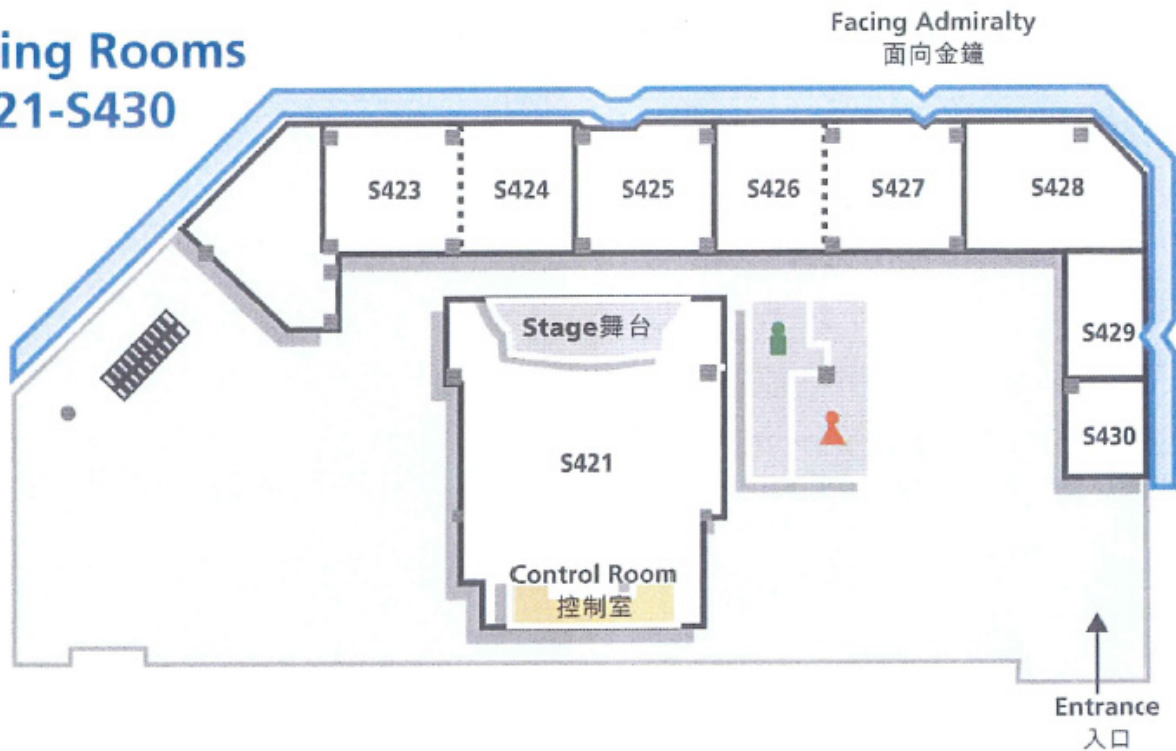 ing Rooms
21-S430
Facing Admiralty
面向金鐘
S423
S424
S425
S426
S427
S428
Stage舞台
S429
S421
S430
Control Room
控制室
Entrance
入口